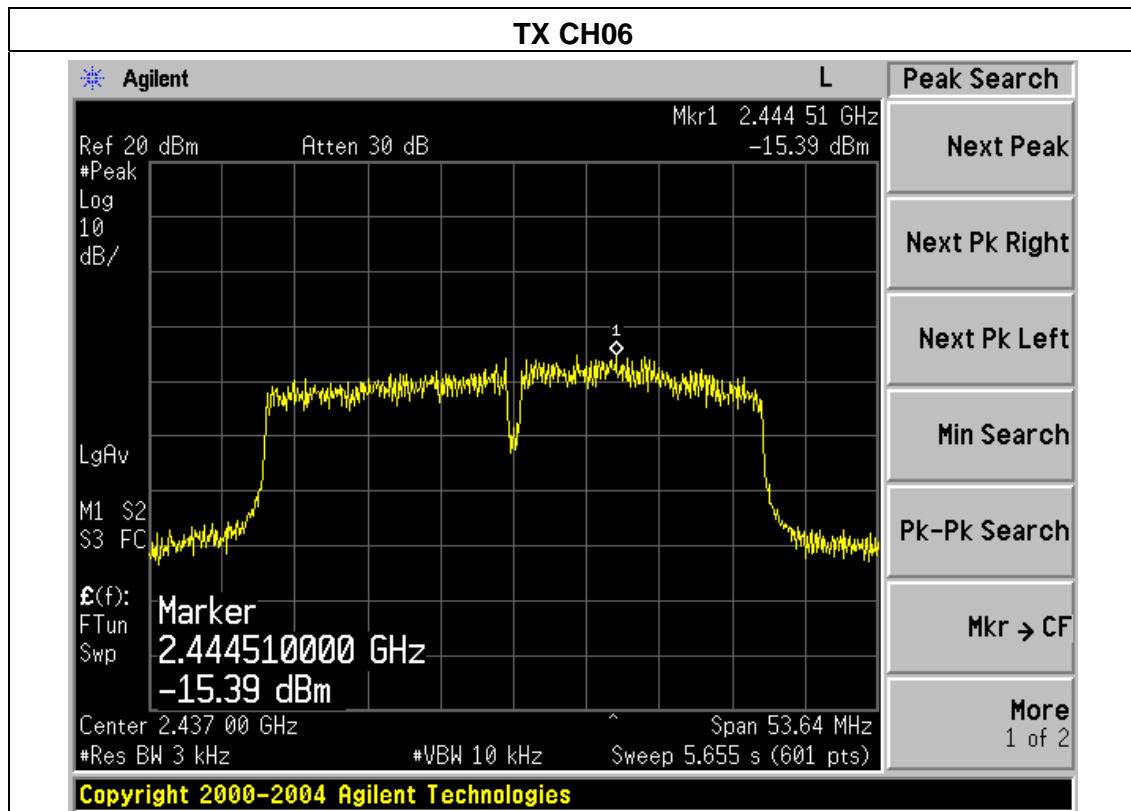 TX CH06
Agilent L Peak Search
Mkr1 2.444 51 GHz
Ref 20 dBm Atten 30 dB -15.39 dBm
#Peak
Log
10
dB/
1
LgAv
M1 S2
S3 FC
£(f):
FTun
Swp
Marker
2.444510000 GHz
-15.39 dBm
Center 2.437 00 GHz ^ Span 53.64 MHz
#Res BW 3 kHz #VBW 10 kHz Sweep 5.655 s (601 pts)
Next Peak
Next Pk Right
Next Pk Left
Min Search
Pk-Pk Search
Mkr → CF
More
1 of 2
Copyright 2000-2004 Agilent Technologies